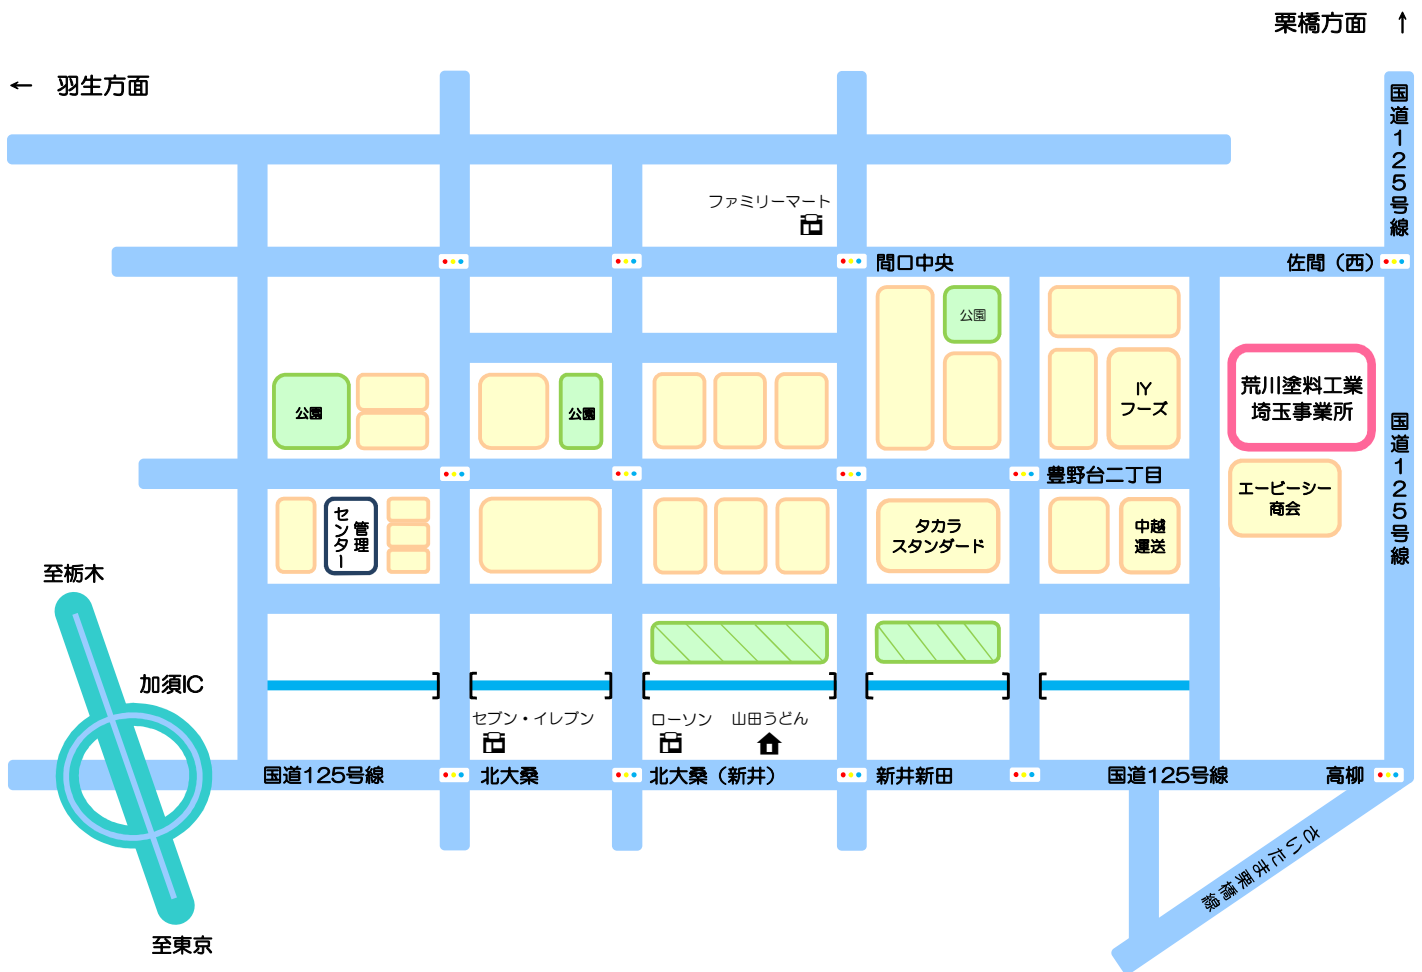 栗橋方面 ↑
← 羽生方面
国道125号線
ファミリーマート
間口中央
佐間（西）
公園
IY
フーズ
荒川塗料工業
埼玉事業所
公園
公園
国道125号線
豊野台二丁目
エービーシー
商会
管理
センター
タカラ
スタンダード
中越
運送
至栃木
加須IC
セブン・イレブン
ローソン
山田うどん
国道125号線
北大桑
北大桑（新井）
新井新田
国道125号線
高柳
さいたま栗橋線
至東京